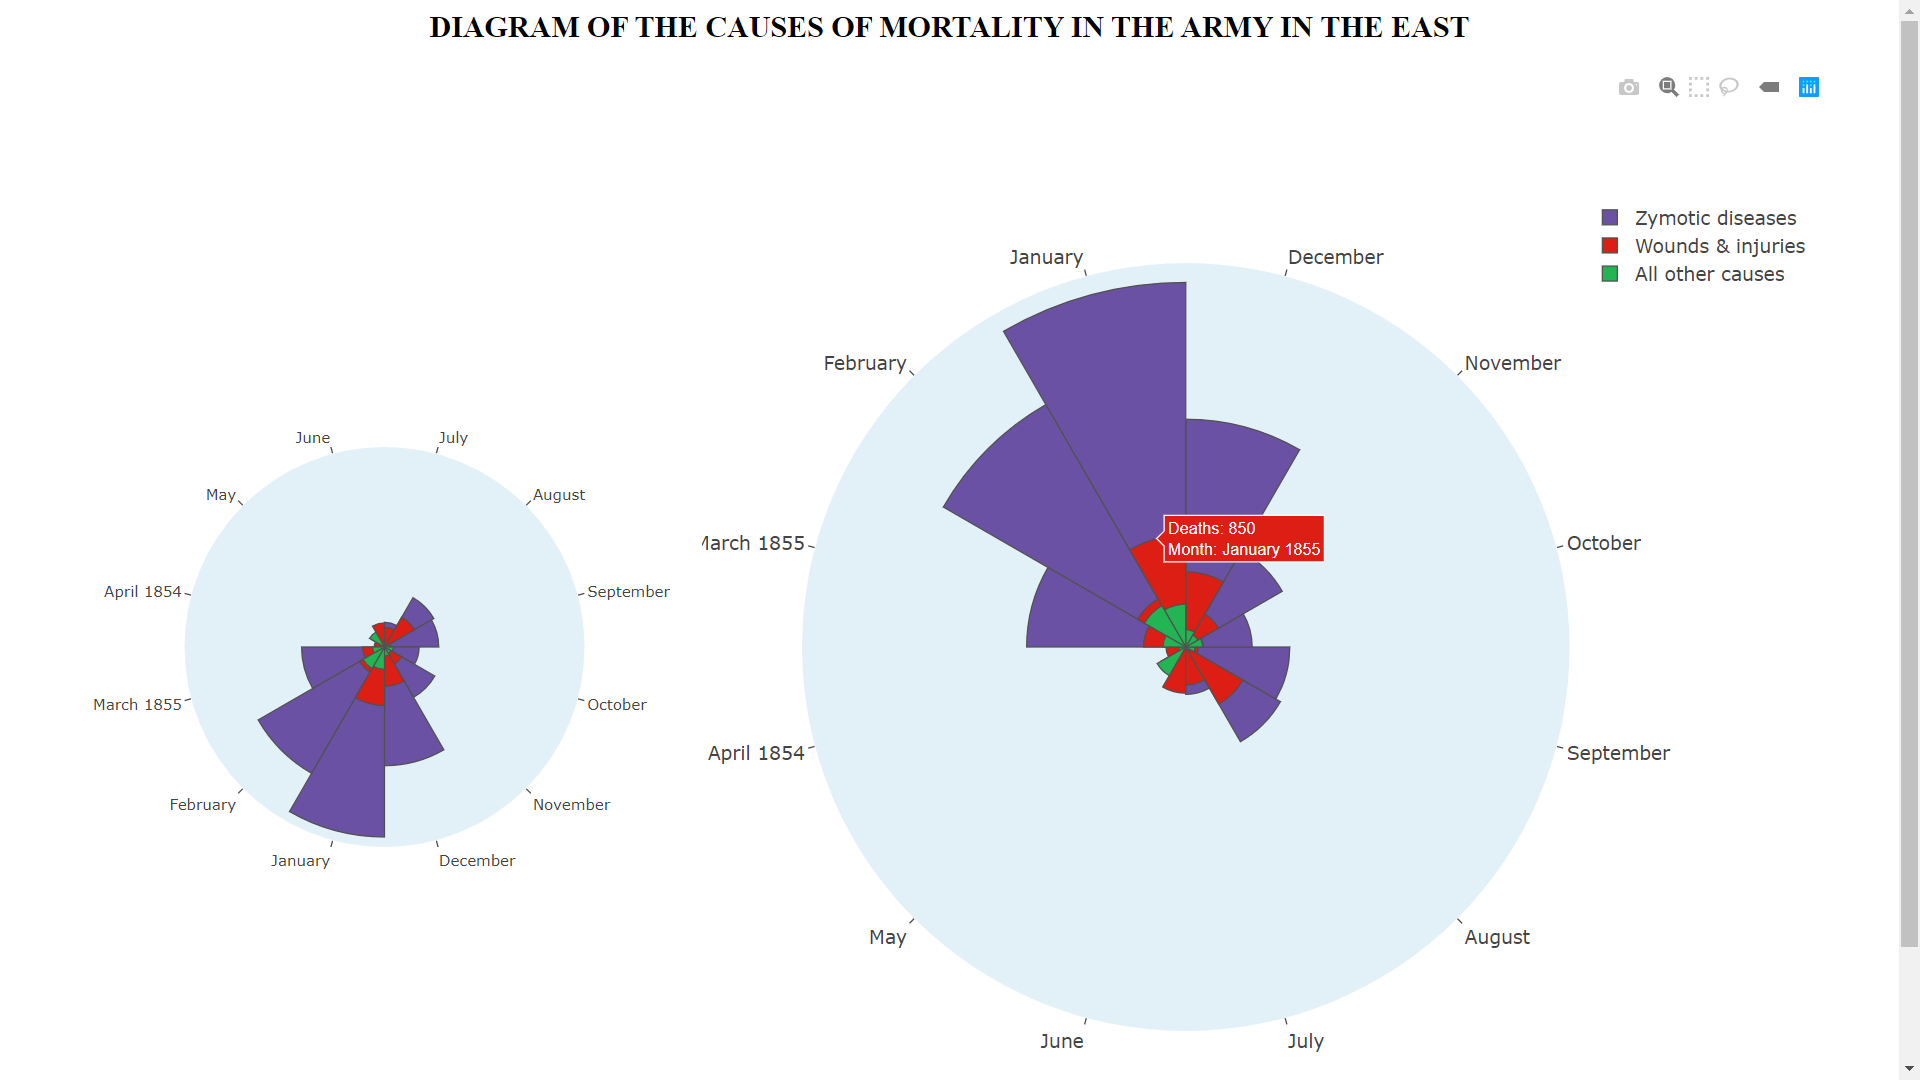 DIAGRAM OF THE CAUSES OF MORTALITY IN THE ARMY IN THE EAST
Zymotic diseases
Wounds & injuries
All other causes
June
July
May
August
April 1854
September
March 1855
October
February
November
January
December
January
December
February
November
March 1855
October
Deaths: 850
Month: January 1855
April 1854
September
May
August
June
July